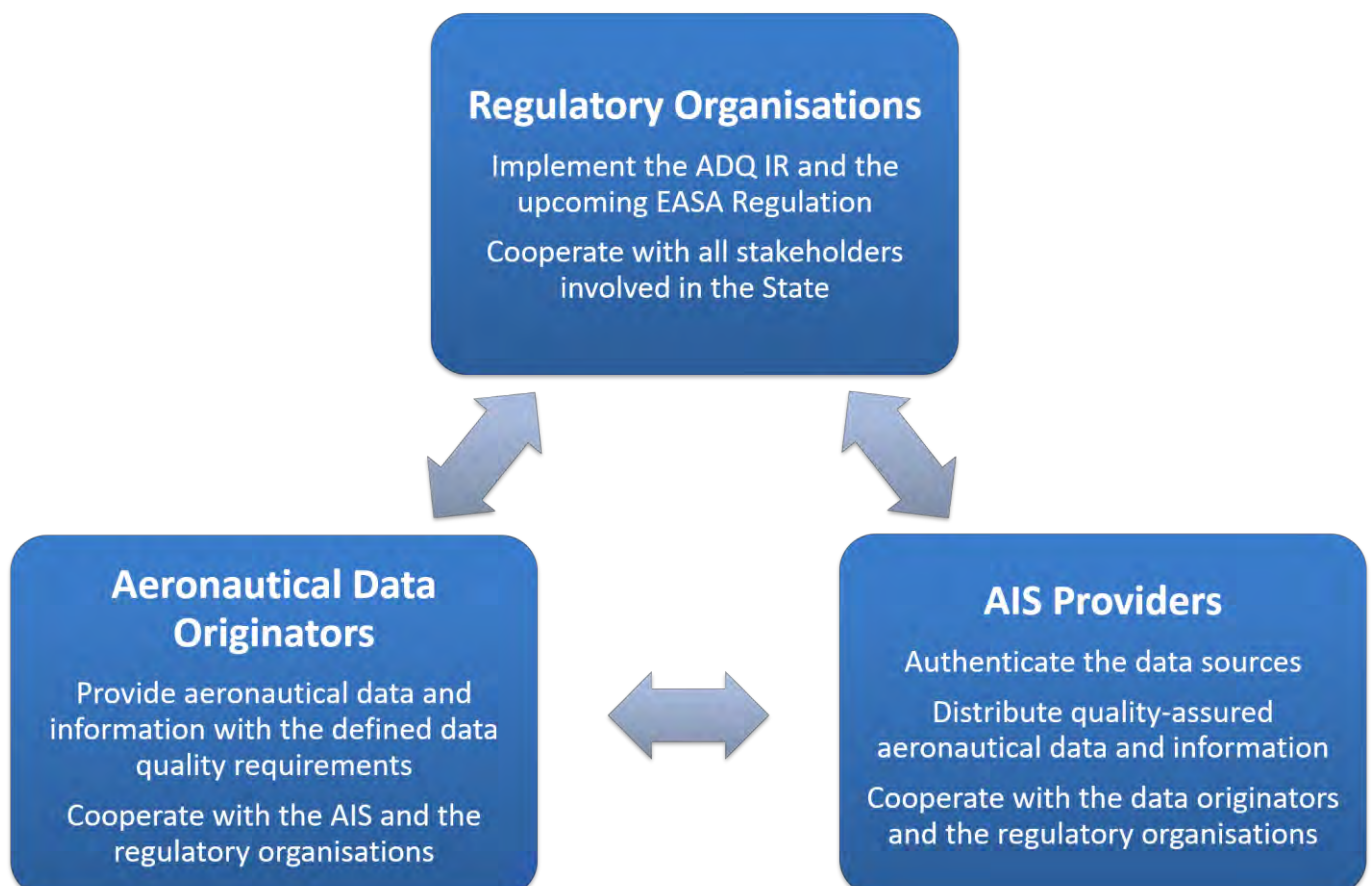 Regulatory Organisations
Implement the ADQ IR and the
upcoming EASA Regulation
Cooperate with all stakeholders
involved in the State
Aeronautical Data
Originators
Provide aeronautical data and
information with the defined data
quality requirements
Cooperate with the AIS and the
regulatory organisations
AIS Providers
Authenticate the data sources
Distribute quality-assured
aeronautical data and information
Cooperate with the data originators
and the regulatory organisations